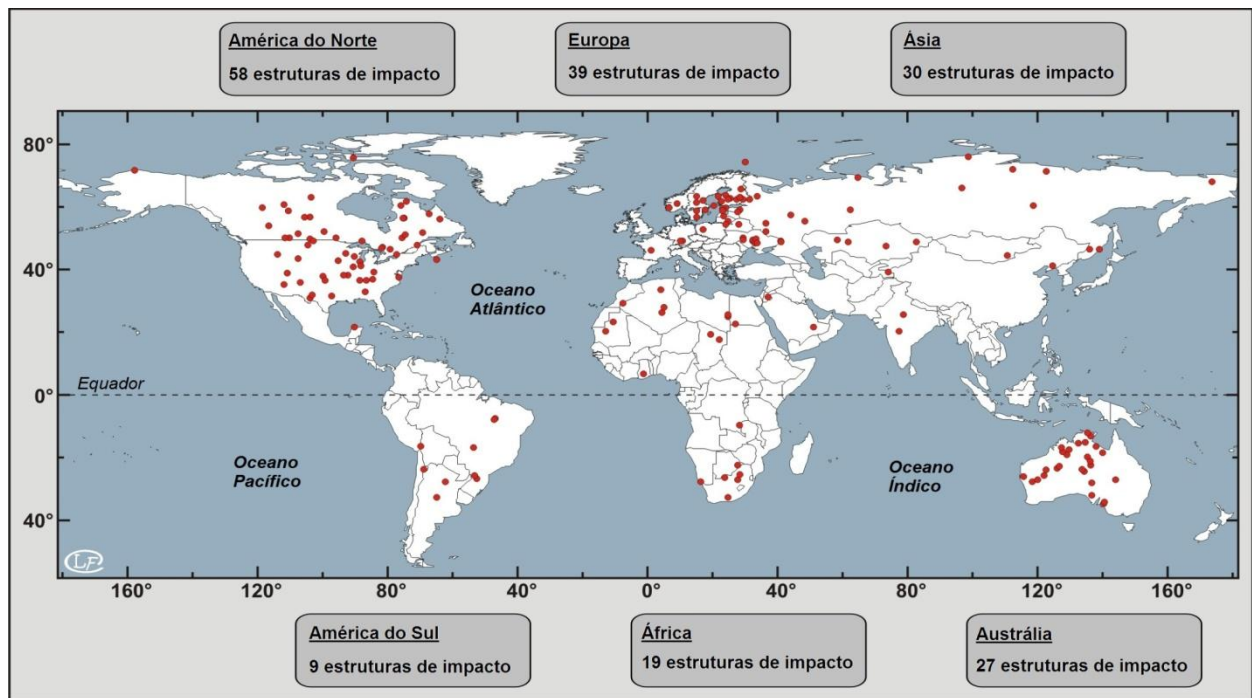 América do Norte
58 estruturas de impacto
Europa
39 estruturas de impacto
Ásia
30 estruturas de impacto
80°
40°
0°
40°
Equador
Oceano
Atlântico
Oceano
Pacífico
Oceano
Índico
LF
160°
120°
80°
40°
0°
40°
80°
120°
160°
América do Sul
9 estruturas de impacto
África
19 estruturas de impacto
Austrália
27 estruturas de impacto